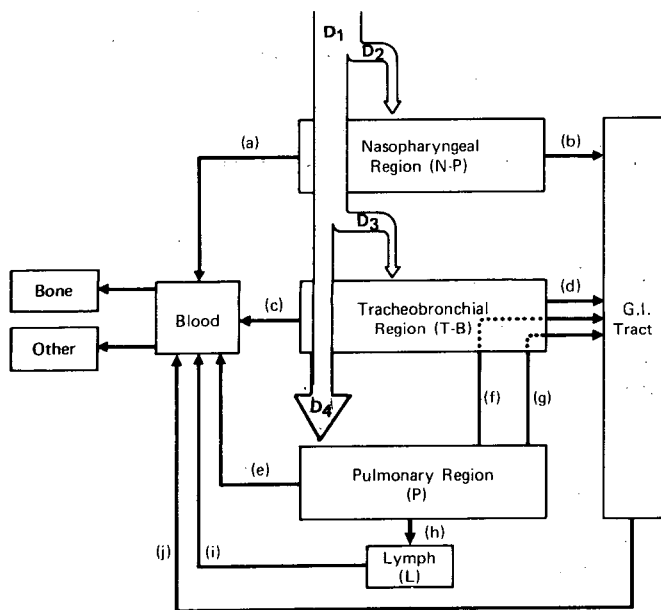 D1
D2
(a)
Nasopharyngeal
Region (N-P)
(b)
D3
Bone
Other
Blood
(c)
Tracheobronchial
Region (T-B)
(d)
G.I.
Tract
D4
(f)
(g)
(e)
Pulmonary Region
(P)
(h)
(j)
(i)
Lymph
(L)